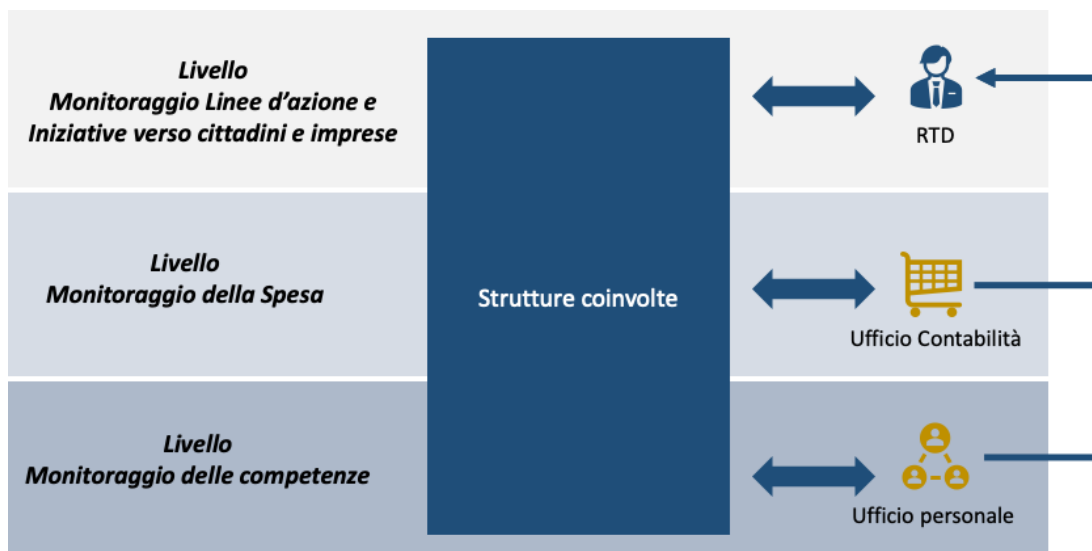 Livello
Monitoraggio Linee d'azione e
Iniziative verso cittadini e imprese
RTD
Livello
Monitoraggio della Spesa
Strutture coinvolte
Ufficio Contabilità
Livello
Monitoraggio delle competenze
Ufficio personale